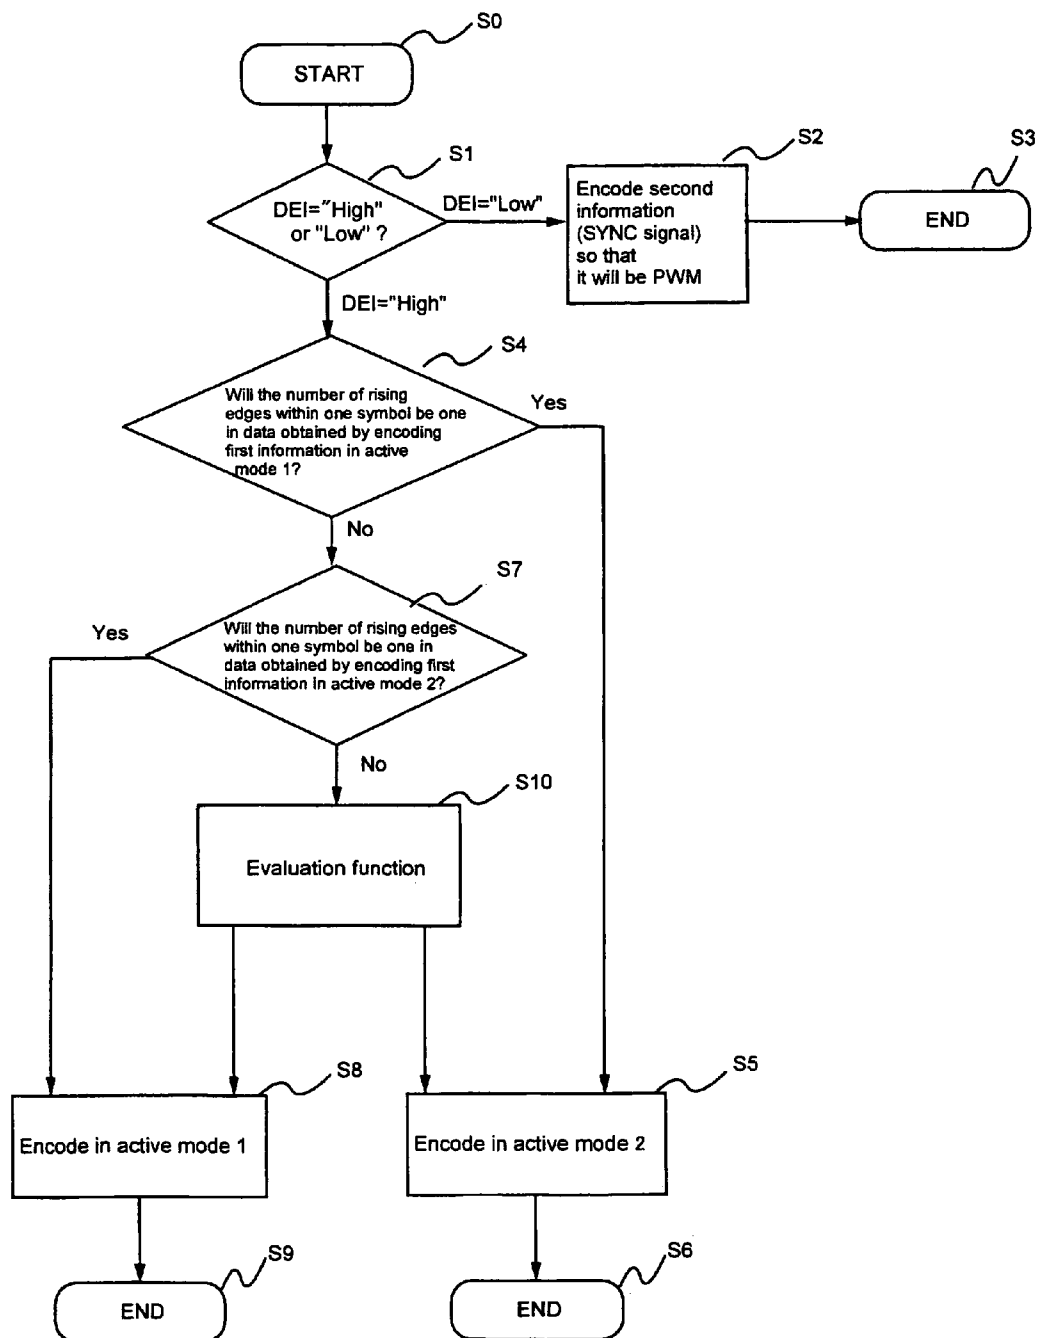 S0
START
S1
DEI="High"
or "Low" ?
DEI="Low"
S2
Encode second
information
(SYNC signal)
so that
it will be PWM
S3
END
DEI="High"
S4
Will the number of rising
edges within one symbol be one
in data obtained by encoding
first information in active
mode 1?
Yes
No
S7
Will the number of rising edges
within one symbol be one in
data obtained by encoding first
information in active mode 2?
Yes
No
S10
Evaluation function
S8
Encode in active mode 1
S5
Encode in active mode 2
S9
END
S6
END